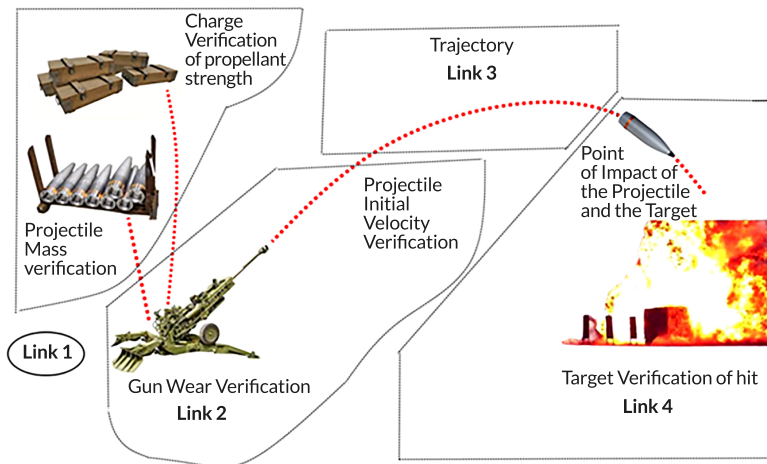 Charge
Verification
of propellant
strength
Projectile
Mass
verification
Link 1
Projectile
Initial
Velocity
Verification
Gun Wear Verification
Link 2
Trajectory
Link 3
Point
of Impact of
the Projectile
and the Target
Target Verification of hit
Link 4